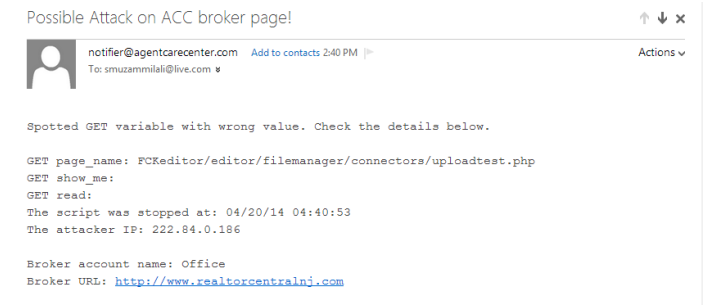 Possible Attack on ACC broker page!
notifier@agentcarecenter.com Add to contacts 2:40 PM
Actions
To: smuzammilali@live.com
Spotted GET variable with wrong value. Check the details below.
GET page_name: FCKeditor/editor/filemanager/connectors/uploadtest.php
GET show_me:
GET read:
The script was stopped at: 04/20/14 04:40:53
The attacker IP: 222.84.0.186
Broker account name: Office
Broker URL: http://www.realtorcentralnj.com